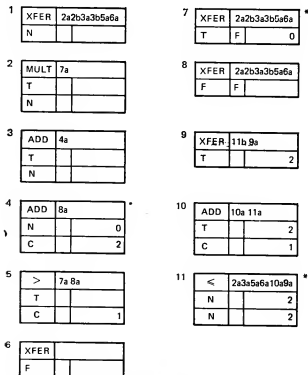 1
XFER 2a2b3a3b5a6a
N
2
MULT 7a
T
N
3
ADD 4a
T
N
4
ADD 8a
N 0
C 2
5
> 7a 8a
T
C 1
6
XFER
F
7
XFER 2a2b3a3b5a6a
T F 0
8
XFER 2a2b3a3b5a6a
F F
9
XFER 11b 9a
T 2
10
ADD 10a 11a
T 2
C 1
11
≤ 2a3a5a6a10a9a
N 2
N 2